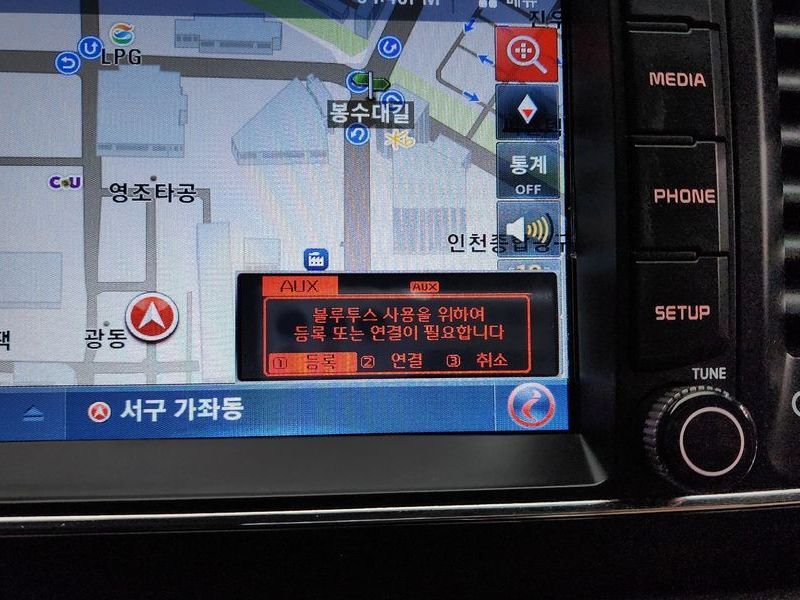 메뉴
LPG
봉수대길
CU
영조타공
통계
OFF
광동
AUX
AUX
블루투스 사용을 위하여
등록 또는 연결이 필요합니다
① 등록 ② 연결 ③ 취소
서구 가좌동
MEDIA
PHONE
SETUP
TUNE